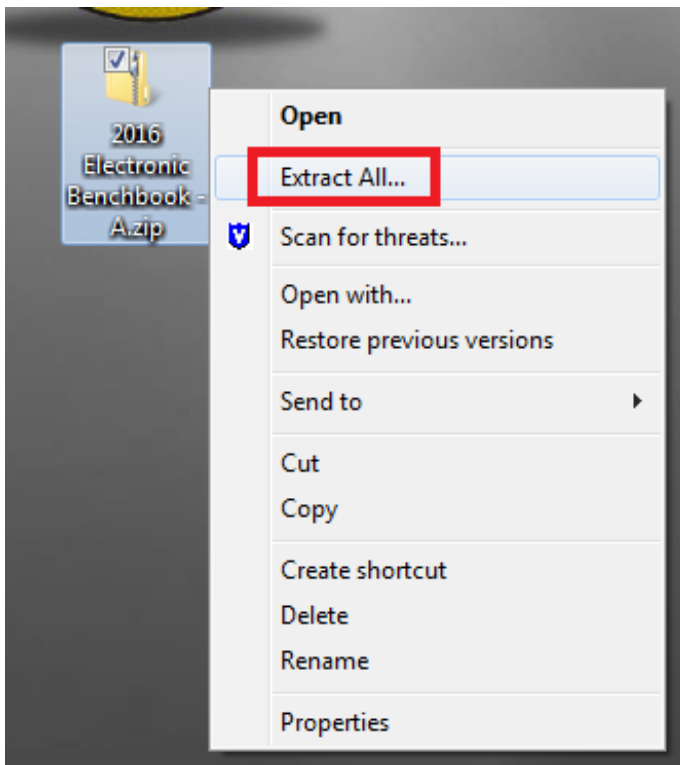 2016
Electronic
Benchbook -
A.zip
Open
Extract All...
Scan for threats...
Open with...
Restore previous versions
Send to
Cut
Copy
Create shortcut
Delete
Rename
Properties